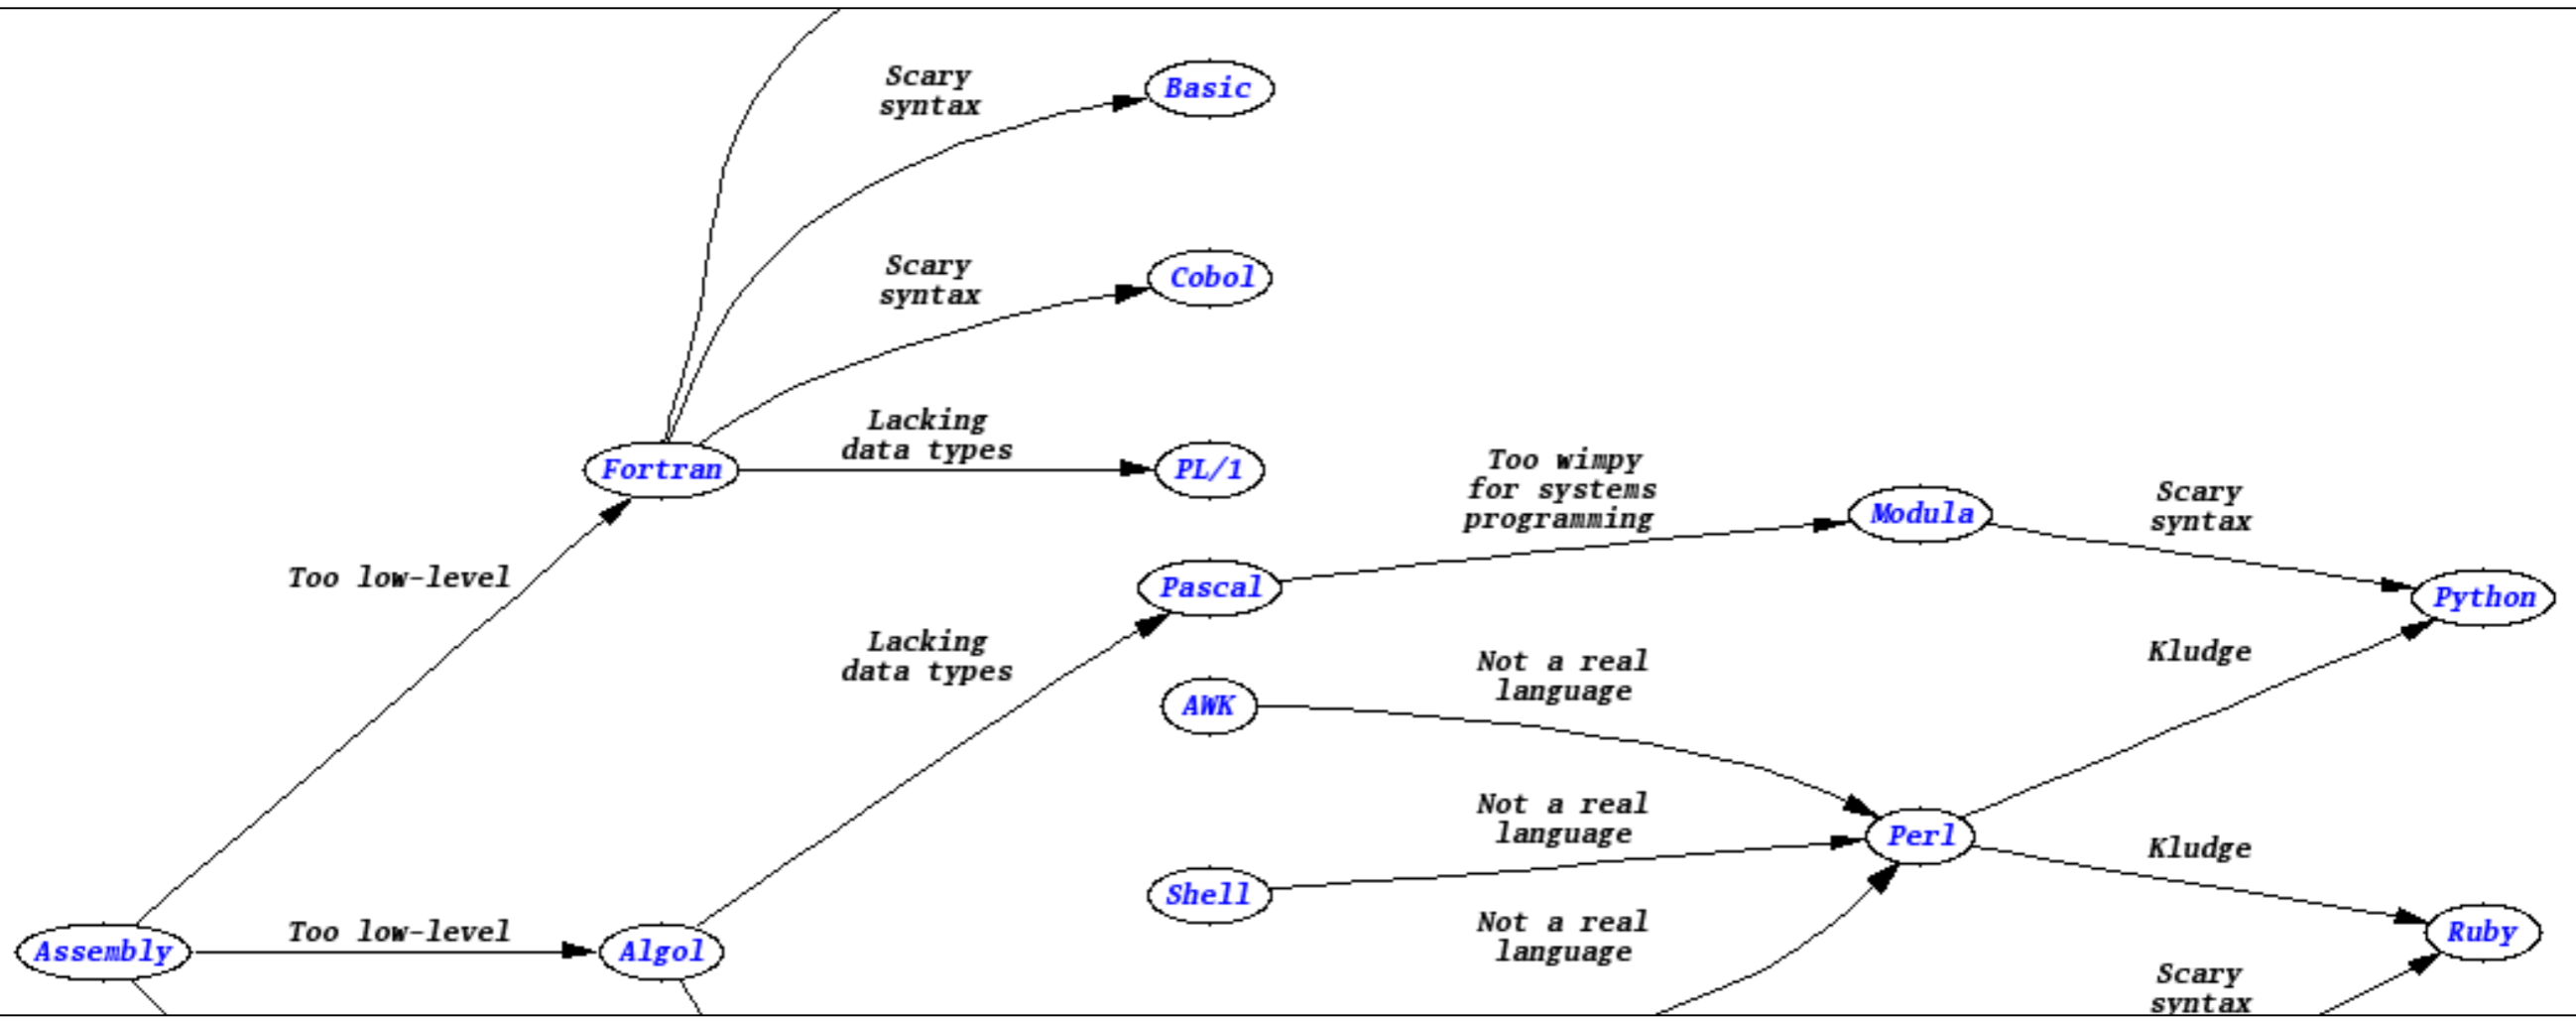 Scary
syntax
Basic
Scary
syntax
Cobol
Lacking
data types
Fortran
PL/1
Too wimpy
for systems
programming
Modula
Scary
syntax
Too low-level
Pascal
Python
Lacking
data types
Kludge
Not a real
language
AWK
Not a real
language
Perl
Kludge
Shell
Not a real
language
Assembly
Too low-level
Algol
Ruby
Scary
syntax